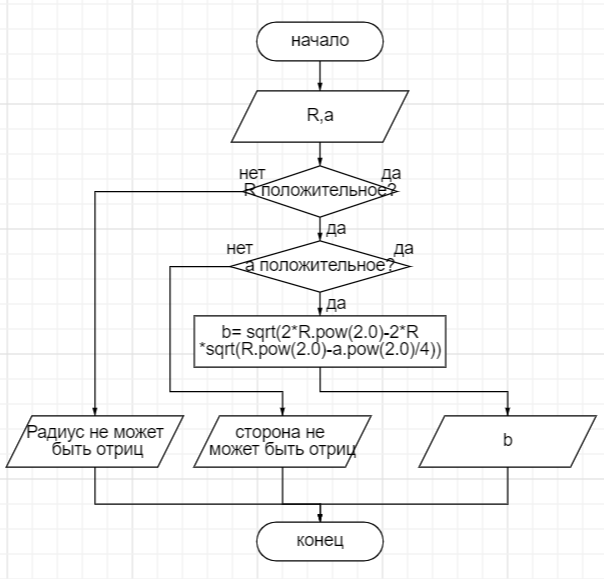 начало
R,a
нет
да
R положительное?
да
нет
да
а положительное?
да
b= sqrt(2*R.pow(2.0)-2*R
*sqrt(R.pow(2.0)-a.pow(2.0)/4))
Радиус не может
быть отриц
сторона не
может быть отриц
b
конец